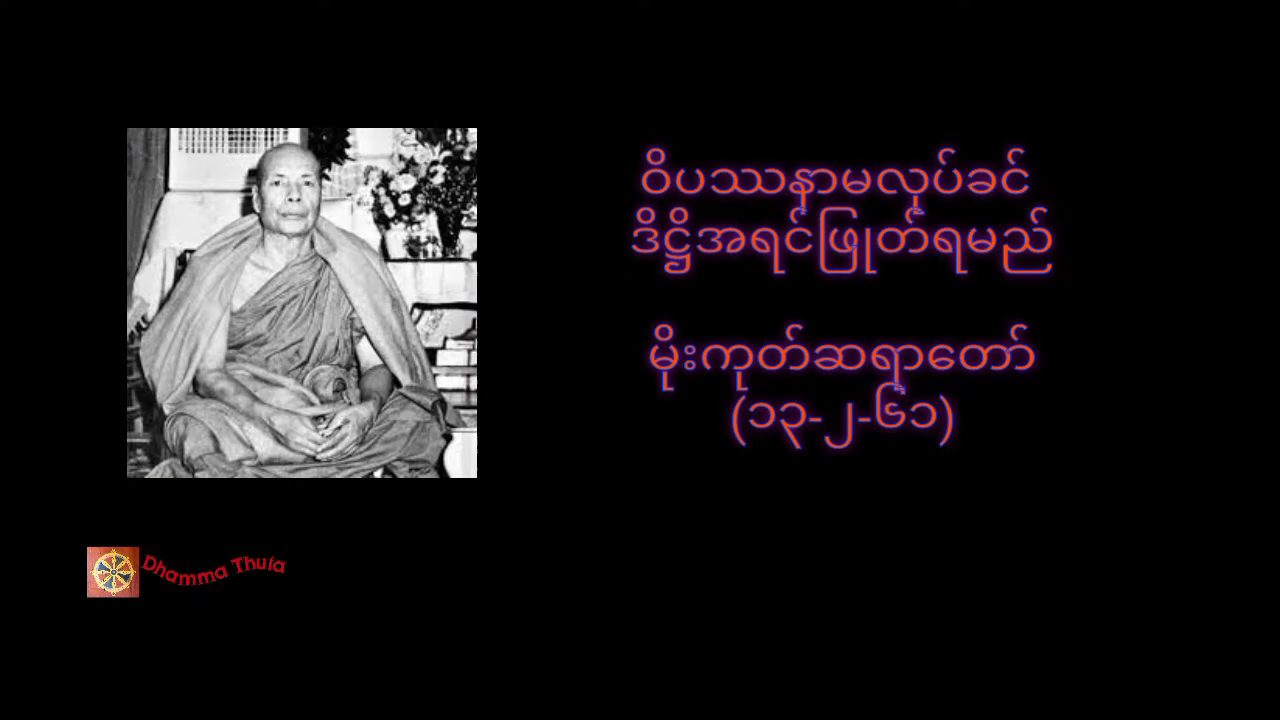 ဝိပဿနာမလုပ်ခင်
ဒိဋ္ဌိအရင်ဖြုတ်ရမည်
မိုးကုတ်ဆရာတော်
(၁၃-၂-၆၁)
Dhamma Thuta